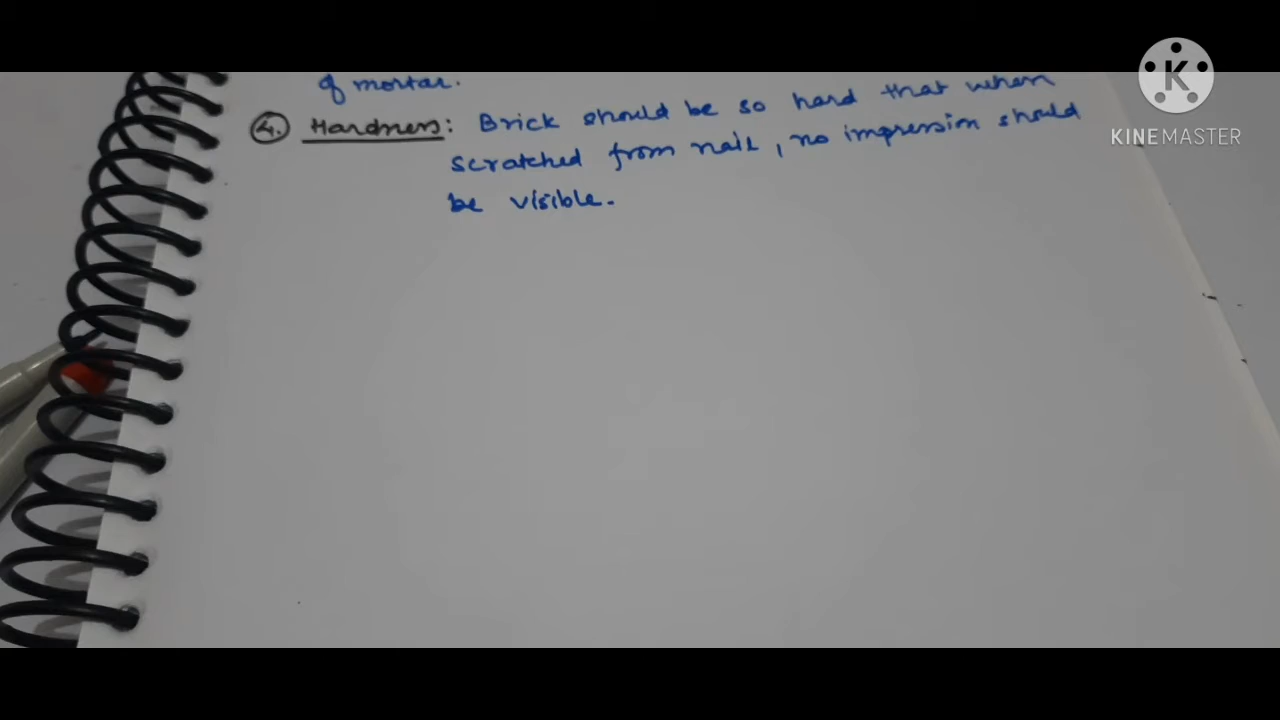 of mortar.
4. Hardness: Brick should be so hard that when
scratched from nail, no impression should
be visible.
K
KINEMASTER